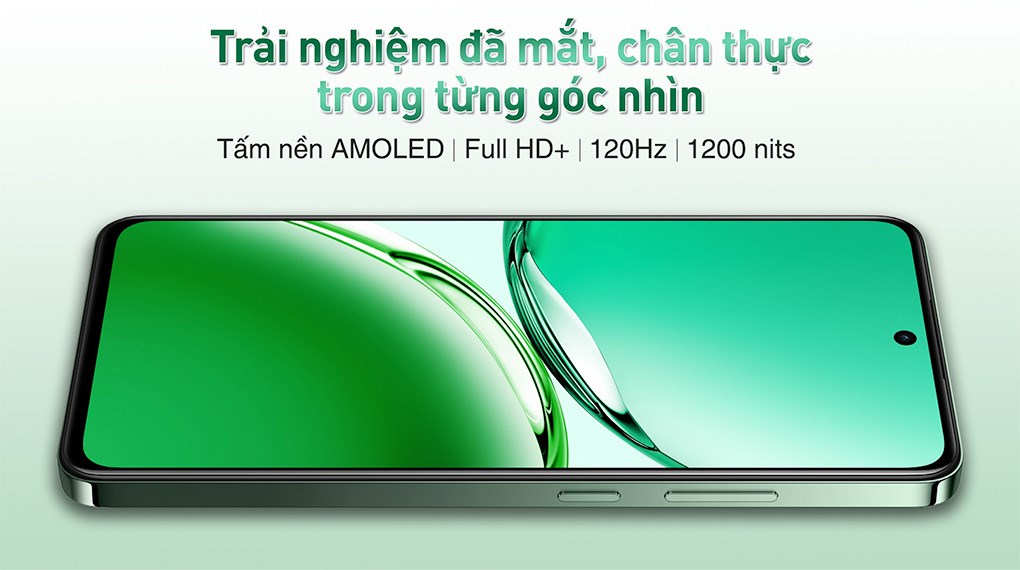 Trải nghiệm đã mắt, chân thực
trong từng góc nhìn
Tấm nền AMOLED | Full HD+ | 120Hz | 1200 nits